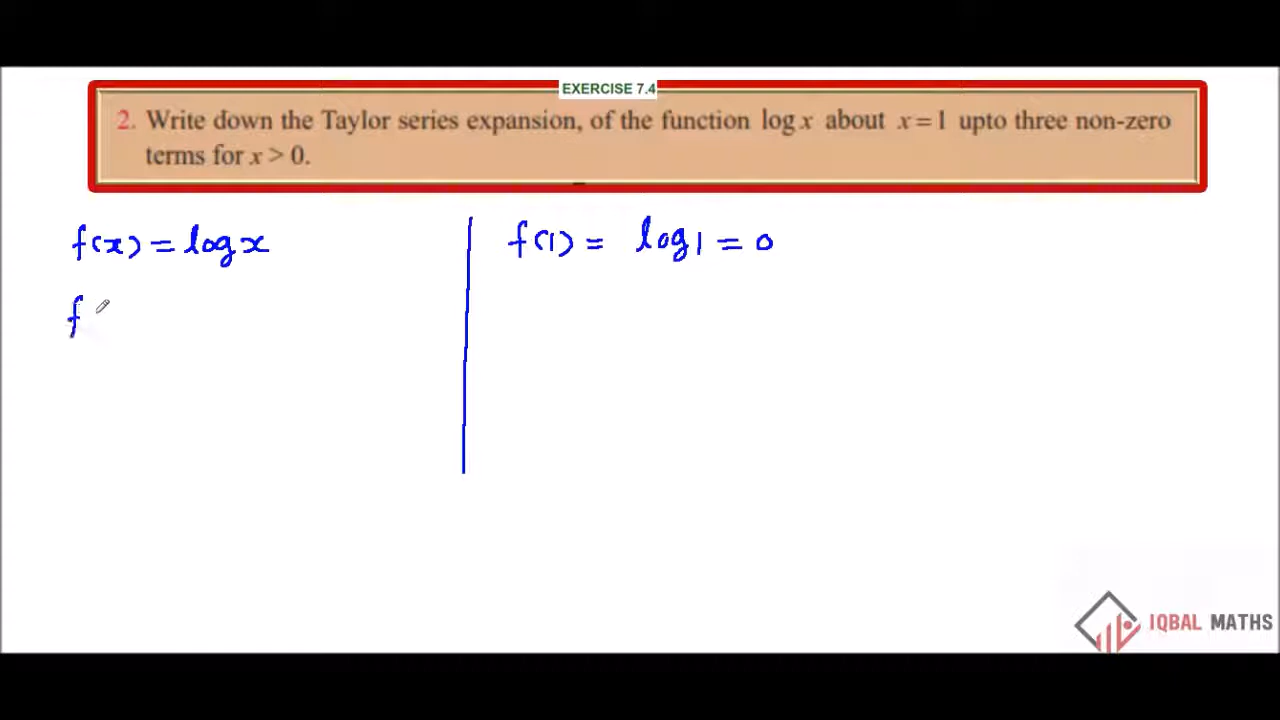 EXERCISE 7.4
2. Write down the Taylor series expansion, of the function log x about x = 1 upto three non-zero
terms for x > 0.
f(x) = log x
f(1) = log 1 = 0
f
IQBAL MATHS